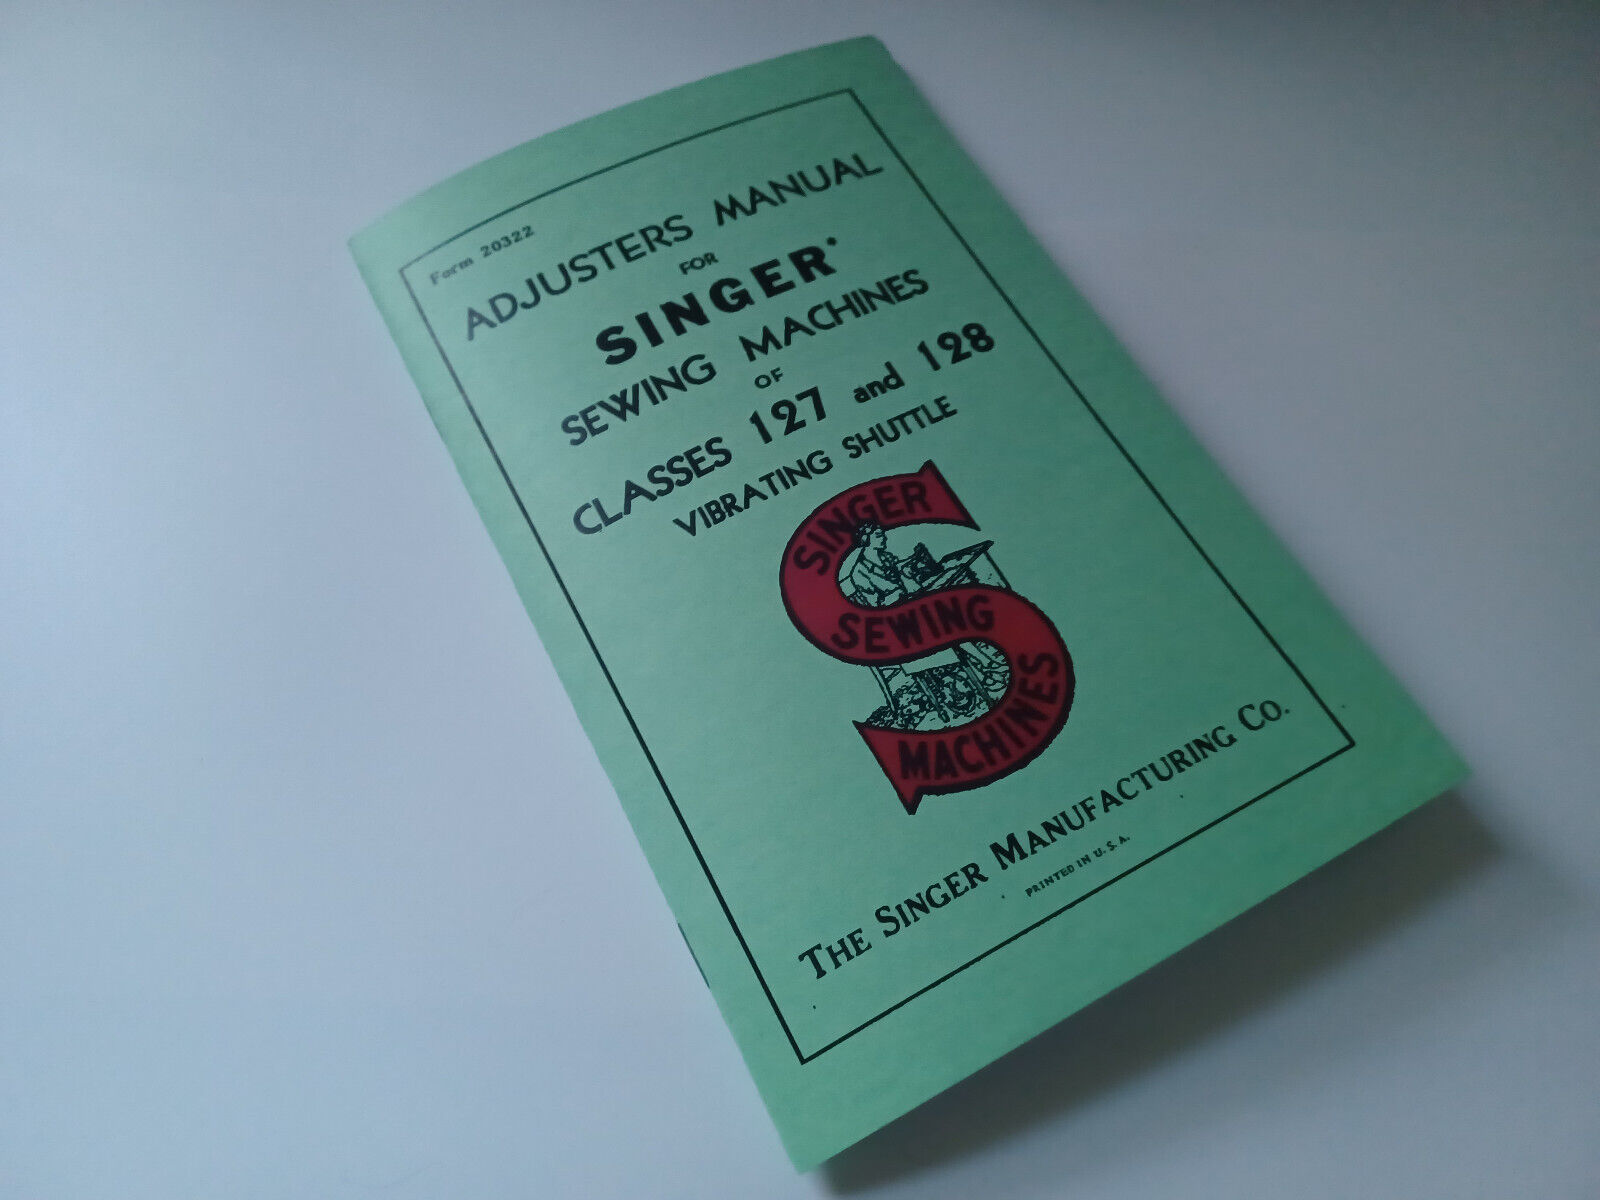 Form 20322
ADJUSTERS MANUAL
FOR
SINGER*
SEWING MACHINES
OF
CLASSES 127 and 128
VIBRATING SHUTTLE
SINGER
SEWING
MACHINES
THE SINGER MANUFACTURING CO.
PRINTED IN U. S. A.